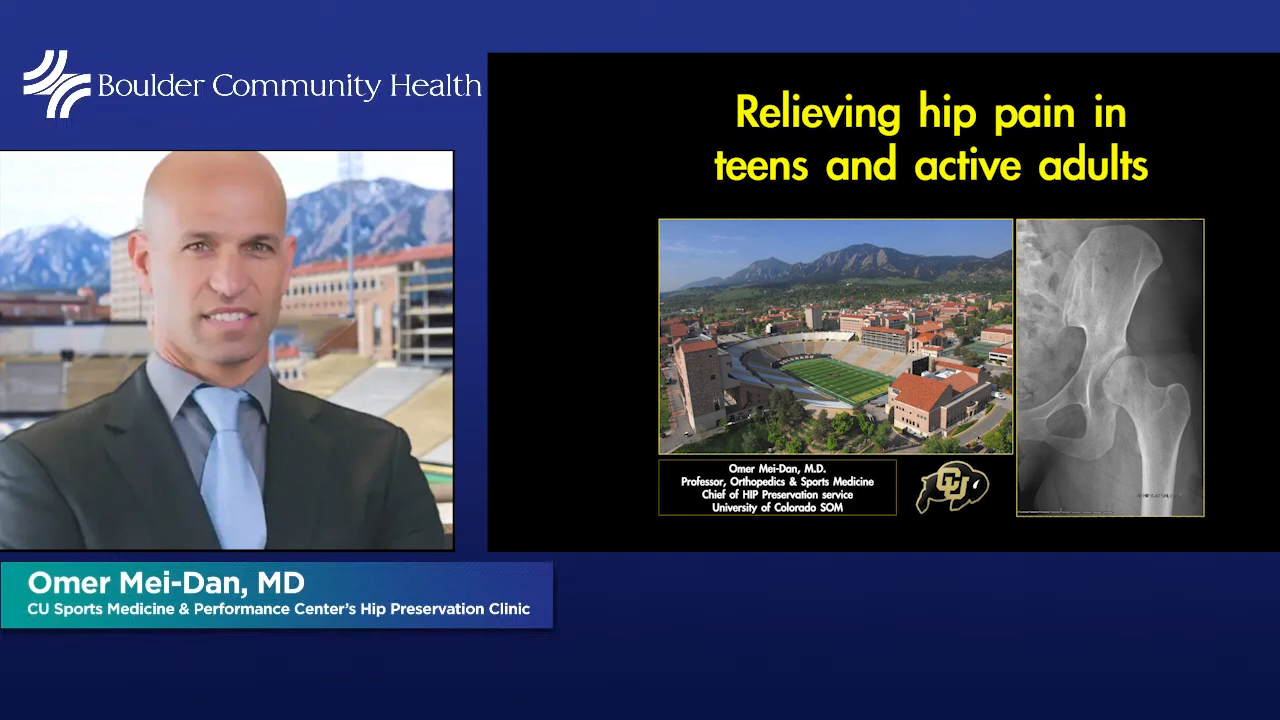 Boulder Community Health
Relieving hip pain in
teens and active adults
Omer Mei-Dan, M.D.
Professor, Orthopedics & Sports Medicine
Chief of HIP Preservation service
University of Colorado SOM
CU
Omer Mei-Dan, MD
CU Sports Medicine & Performance Center's Hip Preservation Clinic